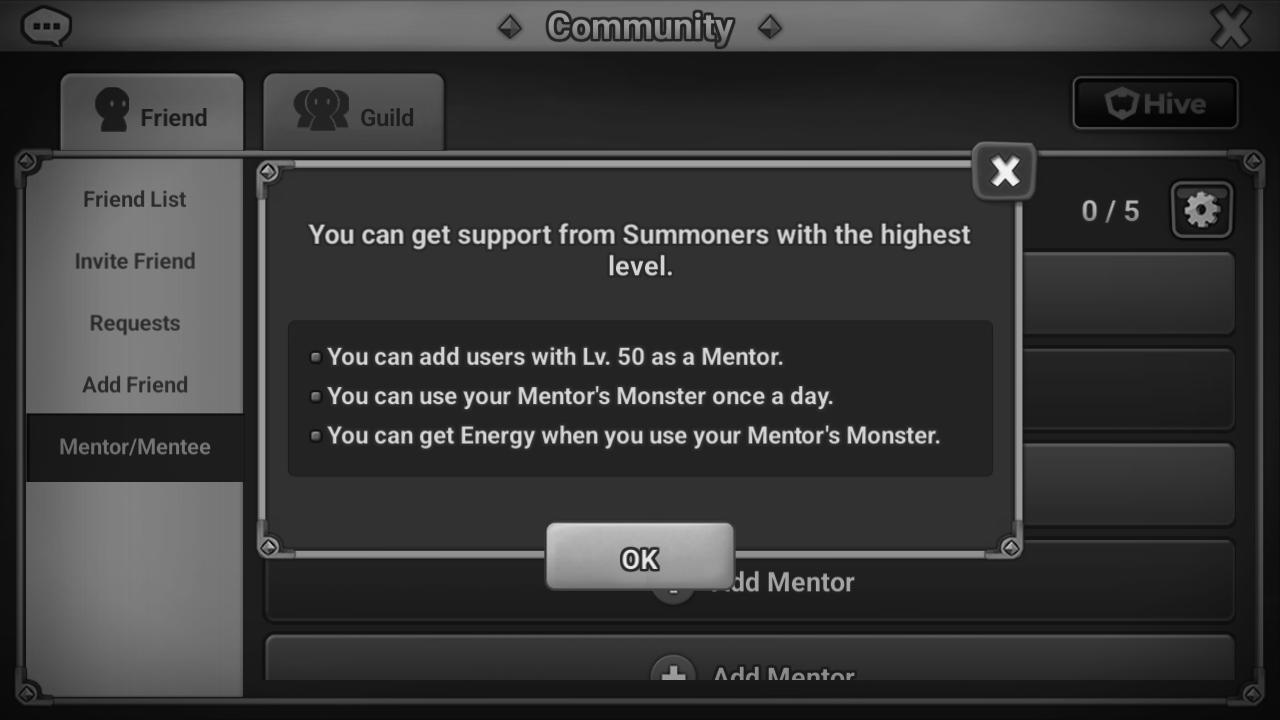 Community
Friend
Guild
Hive
Friend List
Invite Friend
Requests
Add Friend
Mentor/Mentee
0 / 5
You can get support from Summoners with the highest
level.
You can add users with Lv. 50 as a Mentor.
You can use your Mentor's Monster once a day.
You can get Energy when you use your Mentor's Monster.
OK
Add Mentor
Add Mentor